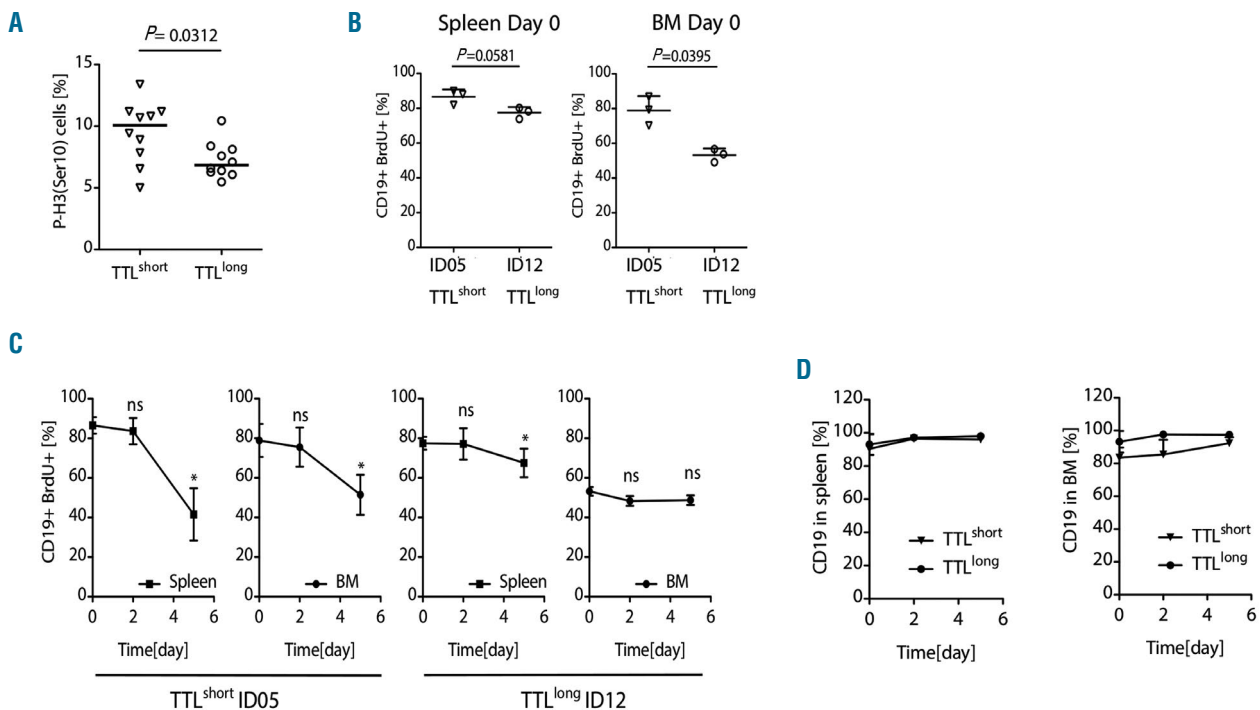 A
P= 0.0312
P-H3(Ser10) cells [%]
15
10
5
0
TTLshort
TTLlong
B
Spleen Day 0
P=0.0581
CD19+ BrdU+ [%]
100
80
60
80
20
0
ID05
ID12
TTLshort
TTLlong
BM Day 0
P=0.0395
CD19+ BrdU+ [%]
100
80
60
80
20
0
ID05
ID12
TTLshort
TTLlong
C
CD19+ BrdU+ [%]
100
80
60
40
20
0
ns
*
Spleen
0 2 4 6
Time[day]
100
80
60
40
20
0
ns
*
BM
0 2 4 6
Time[day]
TTLshort ID05
100
80
60
40
20
0
ns
*
Spleen
0 2 4 6
Time[day]
100
80
60
40
20
0
ns
ns
BM
0 2 4 6
Time[day]
TTLlong ID12
D
CD19 in spleen [%]
120
100
80
60
40
20
0
TTLshort
TTLlong
0 2 4 6
Time[day]
CD19 in BM [%]
120
100
80
60
40
20
0
TTLshort
TTLlong
0 2 4 6
Time[day]